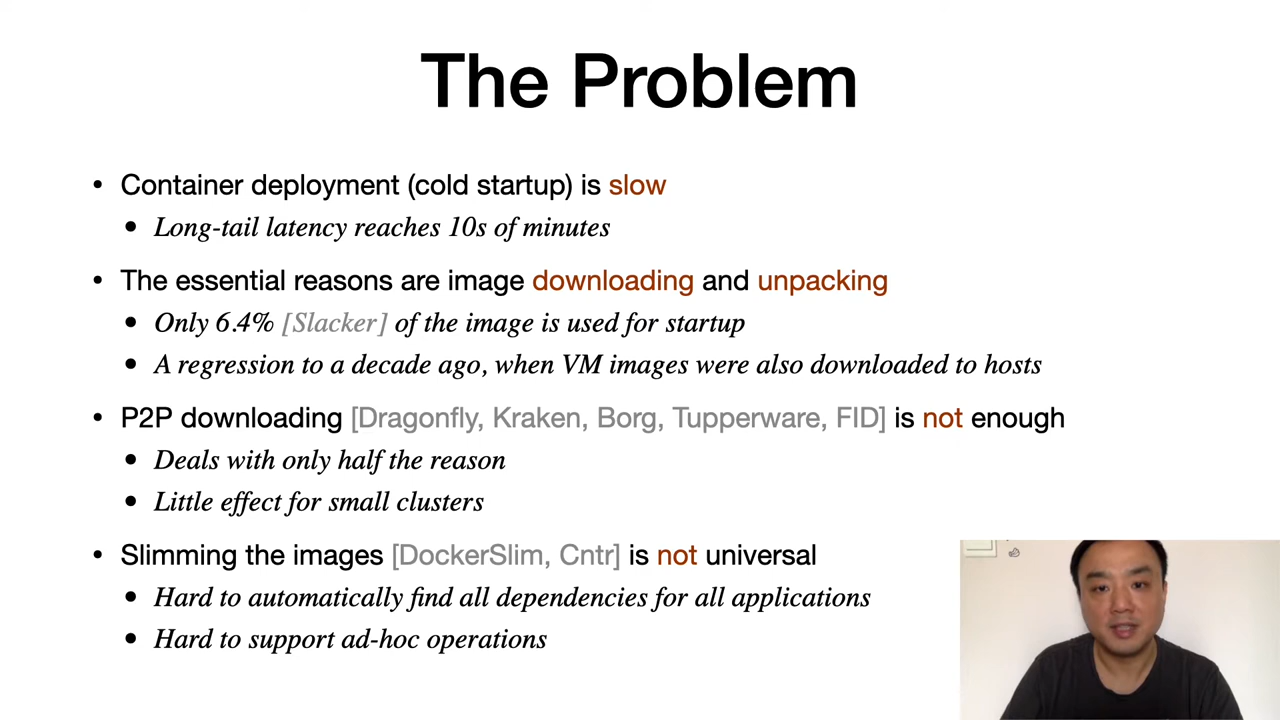 The Problem
• Container deployment (cold startup) is slow
• Long-tail latency reaches 10s of minutes
• The essential reasons are image downloading and unpacking
• Only 6.4% [Slacker] of the image is used for startup
• A regression to a decade ago, when VM images were also downloaded to hosts
• P2P downloading [Dragonfly, Kraken, Borg, Tupperware, FID] is not enough
• Deals with only half the reason
• Little effect for small clusters
• Slimming the images [DockerSlim, Cntr] is not universal
• Hard to automatically find all dependencies for all applications
• Hard to support ad-hoc operations